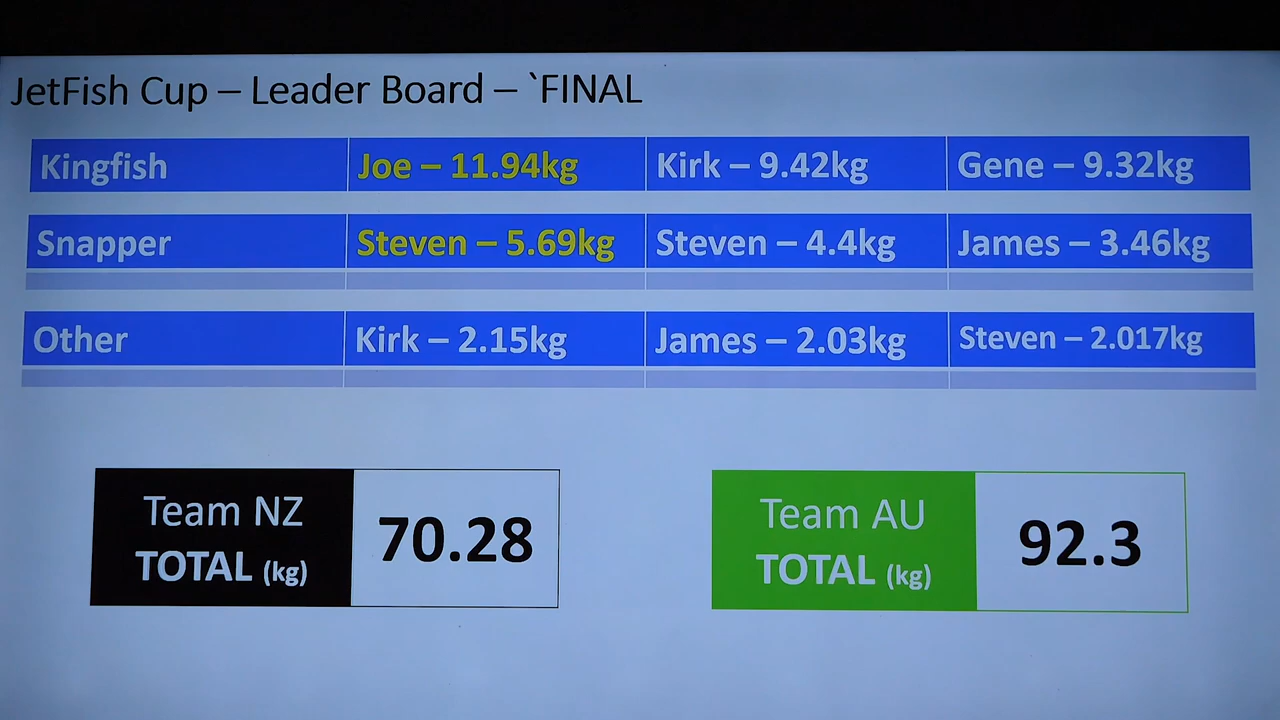 JetFish Cup – Leader Board – `FINAL
Kingfish Joe – 11.94kg Kirk – 9.42kg Gene – 9.32kg
Snapper Steven – 5.69kg Steven – 4.4kg James – 3.46kg
Other Kirk – 2.15kg James – 2.03kg Steven – 2.017kg
Team NZ
TOTAL (kg)
70.28
Team AU
TOTAL (kg)
92.3